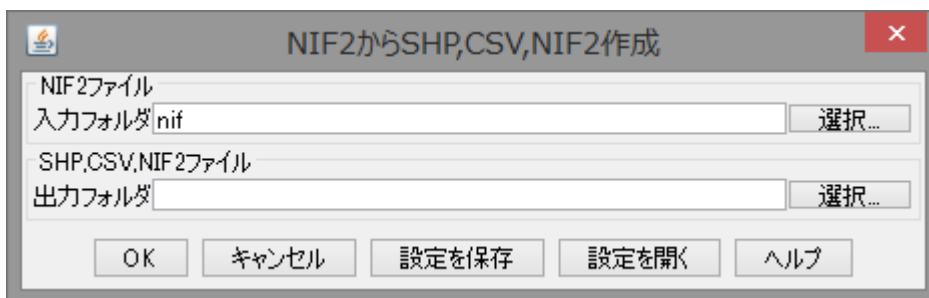 NIF2からSHP,CSV,NIF2作成
NIF2ファイル
入力フォルダ nif 選択...
SHP,CSV,NIF2ファイル
出力フォルダ 選択...
OK キャンセル 設定を保存 設定を開く ヘルプ